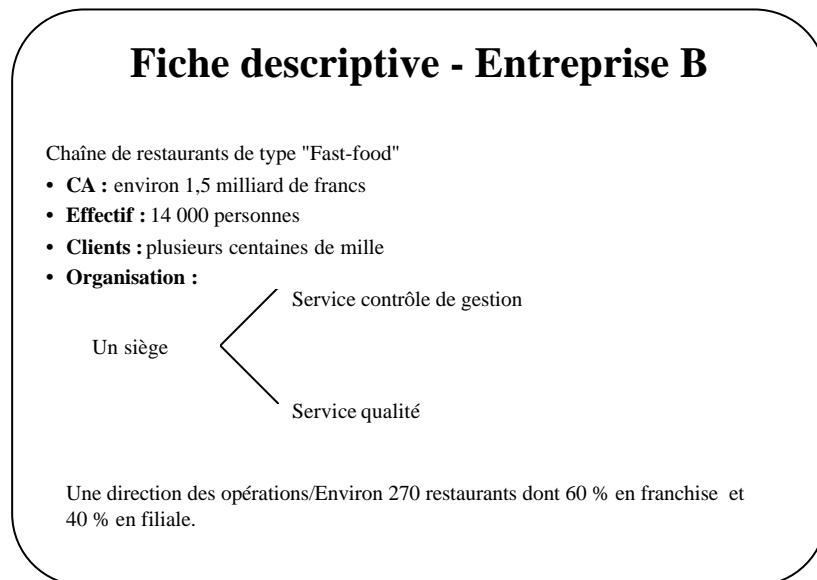 Fiche descriptive - Entreprise B
Chaîne de restaurants de type "Fast-food"
• CA : environ 1,5 milliard de francs
• Effectif : 14 000 personnes
• Clients : plusieurs centaines de mille
• Organisation :
Service contrôle de gestion
Un siège
Service qualité
Une direction des opérations/Environ 270 restaurants dont 60 % en franchise et
40 % en filiale.